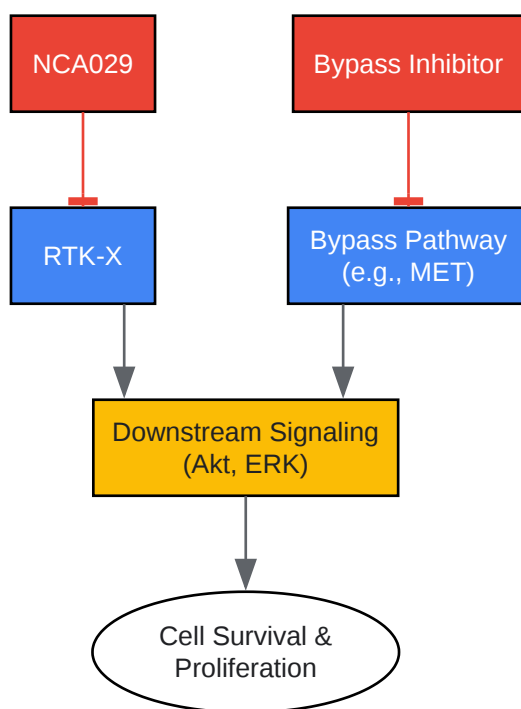 NCA029
Bypass Inhibitor
RTK-X
Bypass Pathway
(e.g., MET)
Downstream Signaling
(Akt, ERK)
Cell Survival &
Proliferation